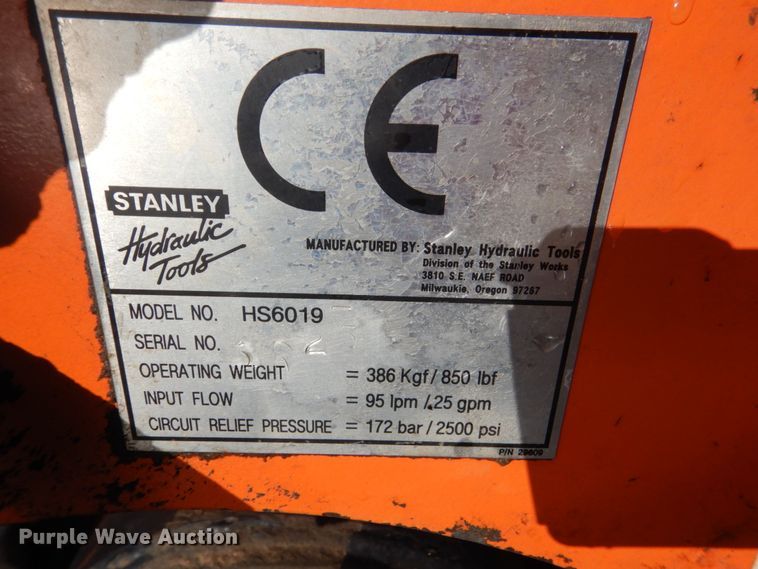 CE
STANLEY
Hydraulic
Tools
MANUFACTURED BY: Stanley Hydraulic Tools
Division of the Stanley Works
3810 S.E. NAEF ROAD
Milwaukie, Oregon 97267
MODEL NO. HS6019
SERIAL NO.
OPERATING WEIGHT = 386 Kgf / 850 lbf
INPUT FLOW = 95 lpm / 25 gpm
CIRCUIT RELIEF PRESSURE = 172 bar / 2500 psi
P/N 29609
Purple Wave Auction